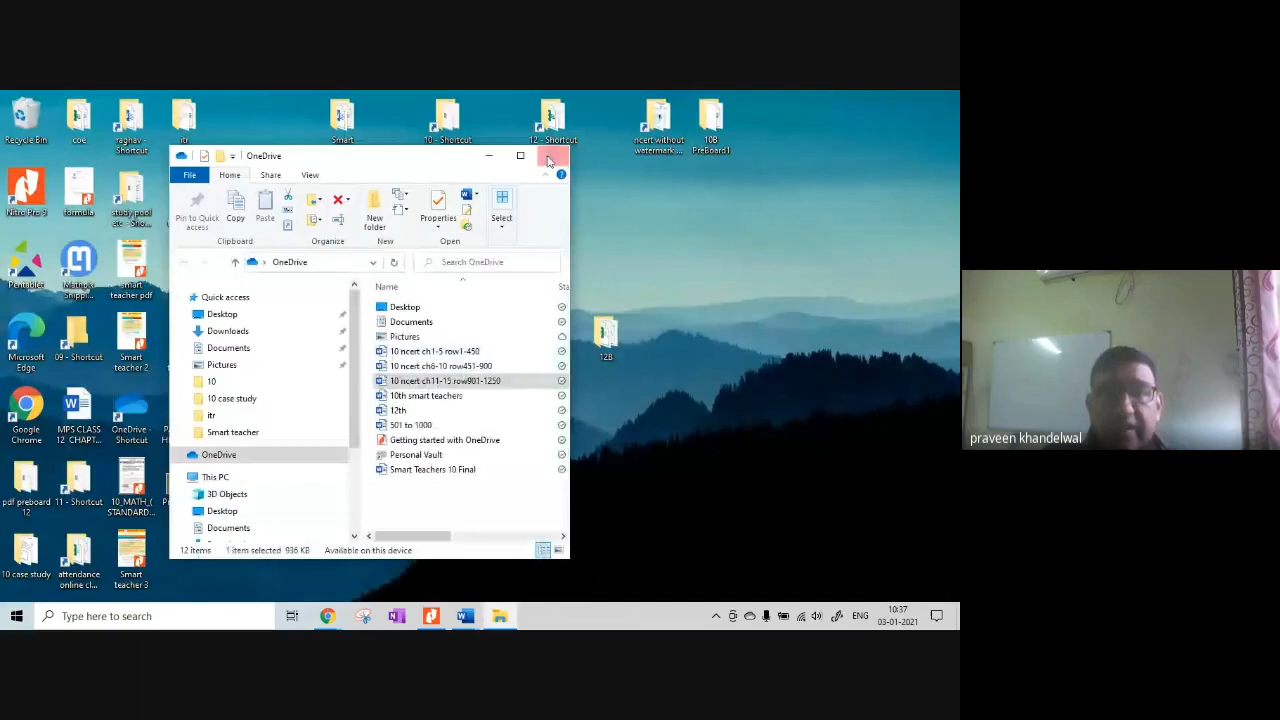 Recycle Bin
coe
raghav - Shortcut
itr
Smart
10 - Shortcut
12 - Shortcut
ncert without watermark ...
10B PreBoard1
OneDrive
File
Home
Share
View
Pin to Quick access
Copy
Paste
New folder
Properties
Select
Clipboard
Organize
New
Open
OneDrive
Search OneDrive
Name
Sta
Quick access
Desktop
Downloads
Documents
Pictures
10
10 case study
itr
Smart teacher
OneDrive
This PC
3D Objects
Desktop
Documents
Desktop
Documents
Pictures
10 ncert ch1-5 row1-450
10 ncert ch6-10 row451-900
10 ncert ch11-15 row901-1250
10th smart teachers
12th
501 to 1000
Getting started with OneDrive
Personal Vault
Smart Teachers 10 Final
12 items
1 item selected 936 KB
Available on this device
Nitro Pro 9
formula
study pool etc - Sho...
Pentablet
Mathpix Snippi...
smart teacher pdf
Microsoft Edge
09 - Shortcut
Smart teacher 2
12B
Google Chrome
MPS CLASS 12 CHAPT...
OneDrive - Shortcut
pdf preboard 12
11 - Shortcut
10_MATH_( STANDARD...
10 case study
attendance online cl...
Smart teacher 3
Type here to search
ENG
10:37
03-01-2021
praveen khandelwal